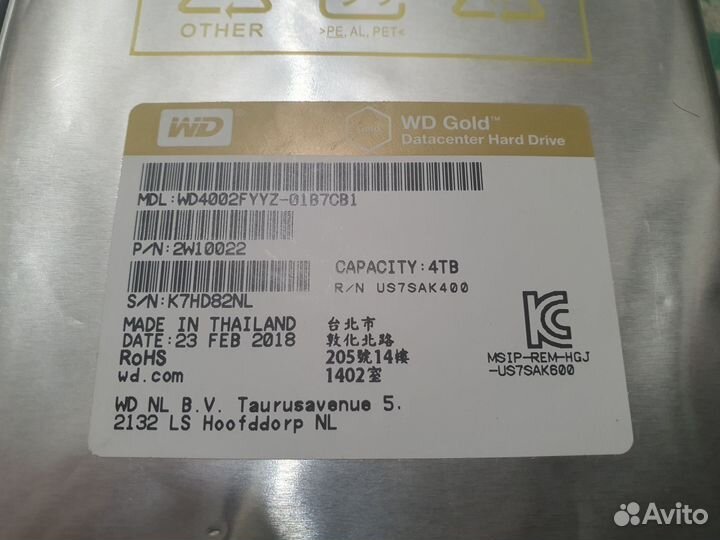 OTHER
>PE, AL, PET<
WD
Gold
WD Gold™
Datacenter Hard Drive
MDL:WD4002FYYZ-01B7CB1
P/N:2W10022
CAPACITY:4TB
R/N US7SAK400
S/N:K7HD82NL
MADE IN THAILAND
DATE:23 FEB 2018
RoHS
wd.com
台北市
敦化北路
205號14樓
1402室
MSIP-REM-HGJ
-US7SAK600
WD NL B.V. Taurusavenue 5.
2132 LS Hoofddorp NL
Avito